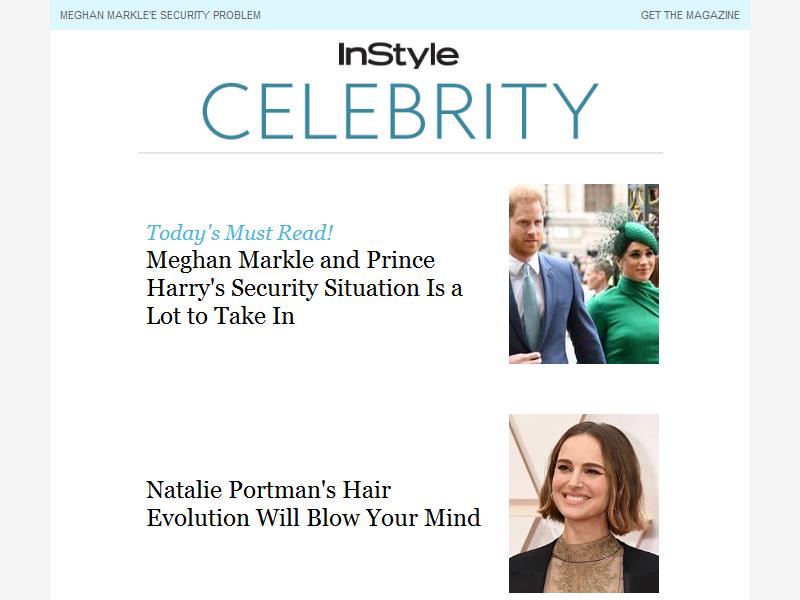 MEGHAN MARKLE'E SECURITY PROBLEM
GET THE MAGAZINE
InStyle
CELEBRITY
Today's Must Read!
Meghan Markle and Prince
Harry's Security Situation Is a
Lot to Take In
Natalie Portman's Hair
Evolution Will Blow Your Mind